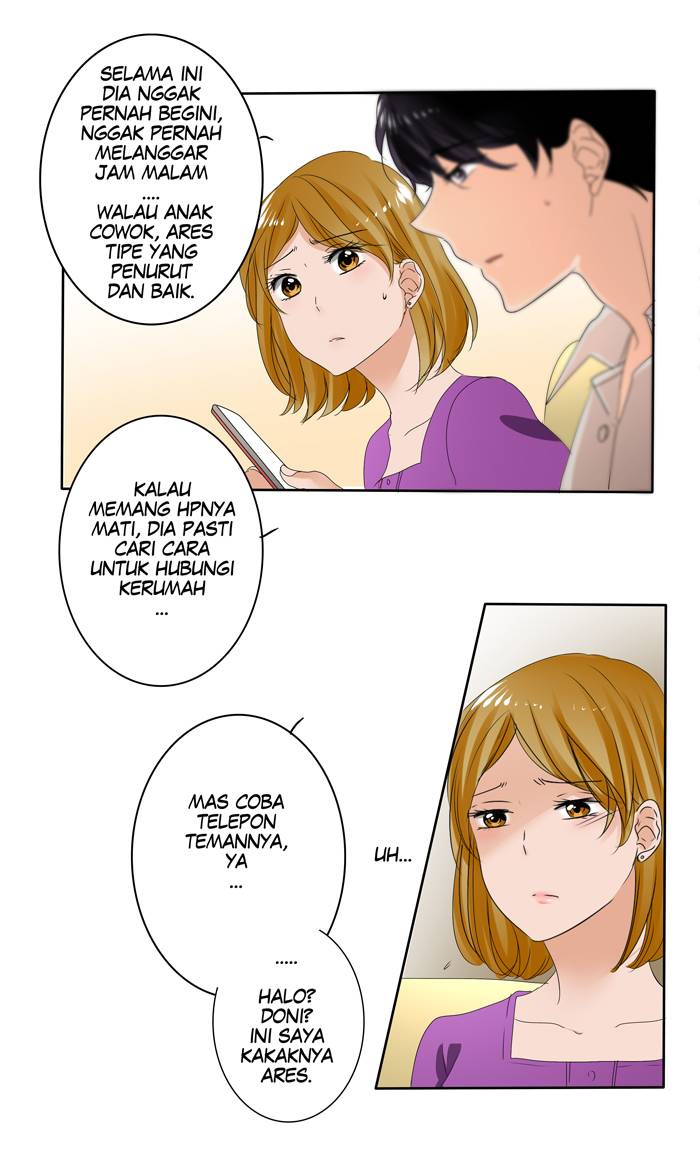 SELAMA INI
DIA NGGAK
PERNAH BEGINI,
NGGAK PERNAH
MELANGGAR
JAM MALAM
....
WALAU ANAK
COWOK, ARES
TIPE YANG
PENURUT
DAN BAIK.
KALAU
MEMANG HPNYA
MATI, DIA PASTI
CARI CARA
UNTUK HUBUNGI
KERUMAH
...
MAS COBA
TELEPON
TEMANNYA,
YA
...
UH...
.....
HALO?
DONI?
INI SAYA
KAKAKNYA
ARES.